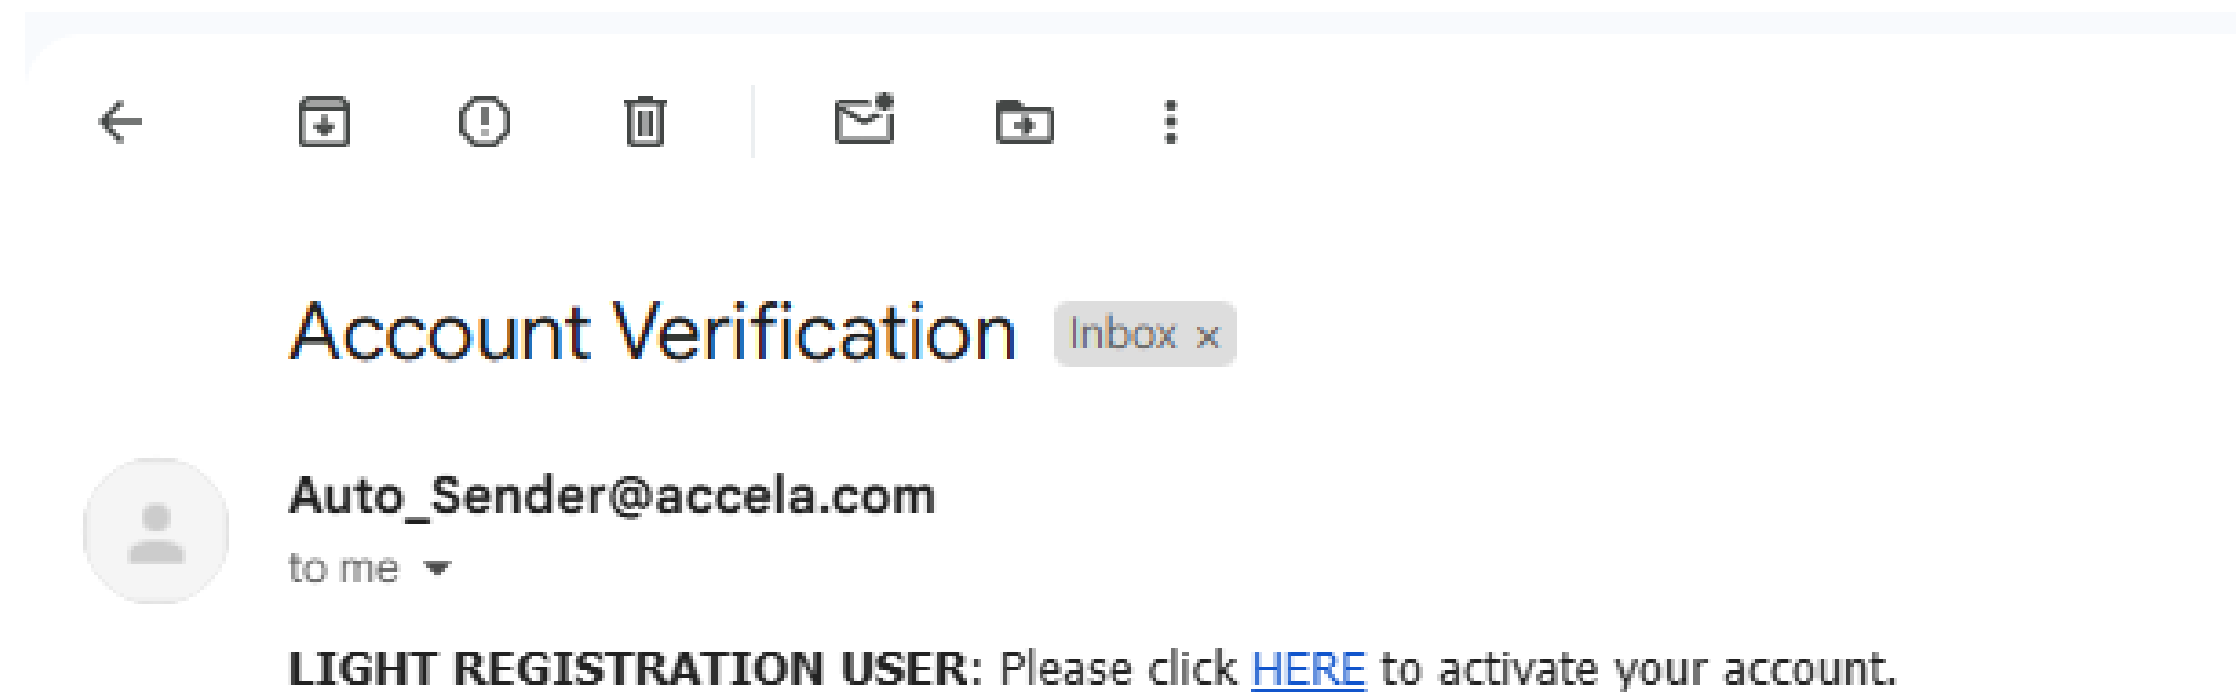 Account Verification Inbox x
Auto_Sender@accela.com
to me
LIGHT REGISTRATION USER: Please click HERE to activate your account.